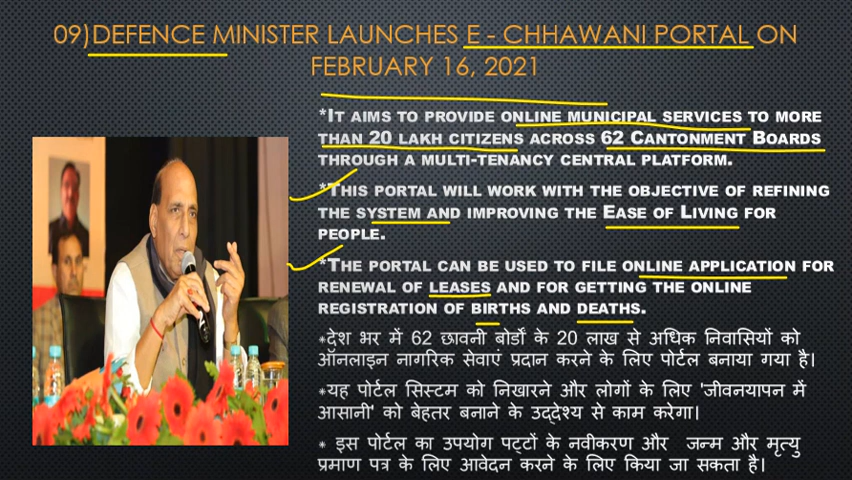 09)DEFENCE MINISTER LAUNCHES E - CHHAWANI PORTAL ON
FEBRUARY 16, 2021
*IT AIMS TO PROVIDE ONLINE MUNICIPAL SERVICES TO MORE
THAN 20 LAKH CITIZENS ACROSS 62 CANTONMENT BOARDS
THROUGH A MULTI-TENANCY CENTRAL PLATFORM.
*THIS PORTAL WILL WORK WITH THE OBJECTIVE OF REFINING
THE SYSTEM AND IMPROVING THE EASE OF LIVING FOR
PEOPLE.
*THE PORTAL CAN BE USED TO FILE ONLINE APPLICATION FOR
RENEWAL OF LEASES AND FOR GETTING THE ONLINE
REGISTRATION OF BIRTHS AND DEATHS.
*देश भर में 62 छावनी बोर्डों के 20 लाख से अधिक निवासियों को
ऑनलाइन नागरिक सेवाएं प्रदान करने के लिए पोर्टल बनाया गया है।
*यह पोर्टल सिस्टम को निखारने और लोगों के लिए 'जीवनयापन में
आसानी' को बेहतर बनाने के उद्देश्य से काम करेगा।
* इस पोर्टल का उपयोग पट्टों के नवीकरण और जन्म और मृत्यु
प्रमाण पत्र के लिए आवेदन करने के लिए किया जा सकता है।